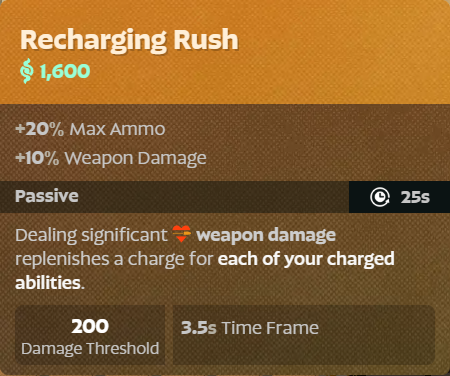 Recharging Rush
1,600
+20% Max Ammo
+10% Weapon Damage
Passive 25s
Dealing significant weapon damage
replenishes a charge for each of your charged
abilities.
200 3.5s Time Frame
Damage Threshold